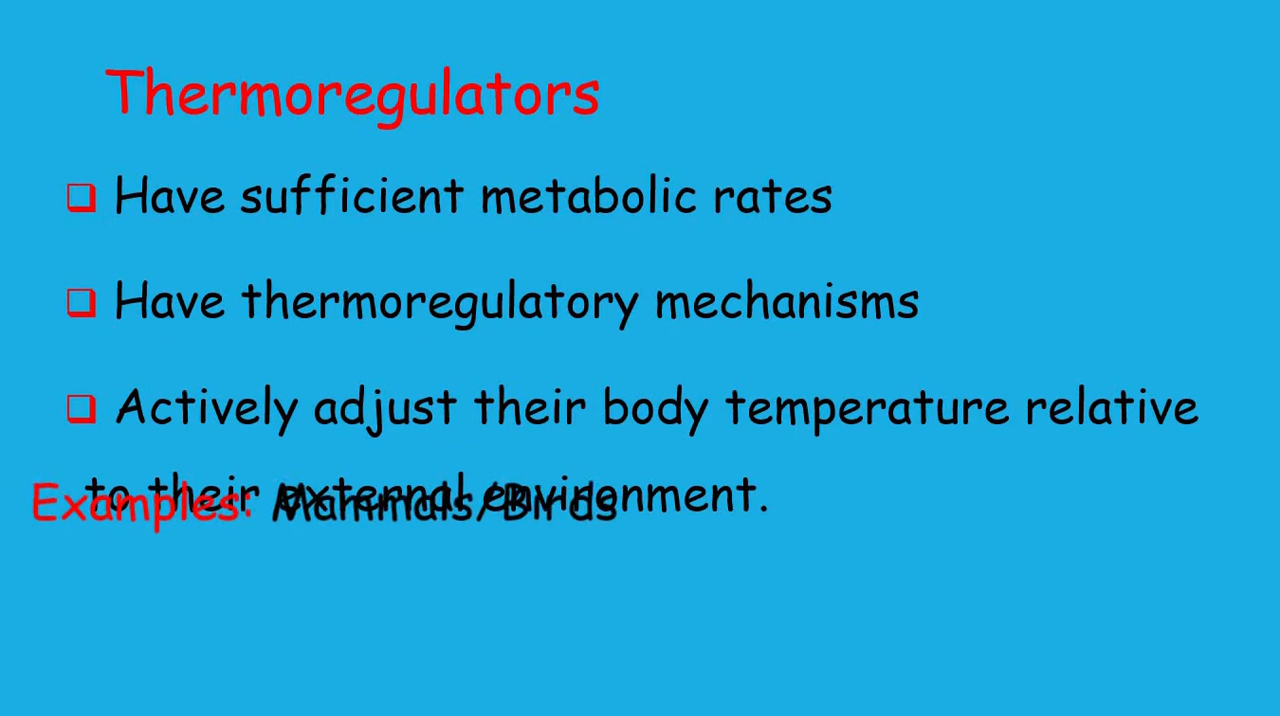 Thermoregulators
Have sufficient metabolic rates
Have thermoregulatory mechanisms
Actively adjust their body temperature relative
to their external environment.
Examples: Mammals/Birds